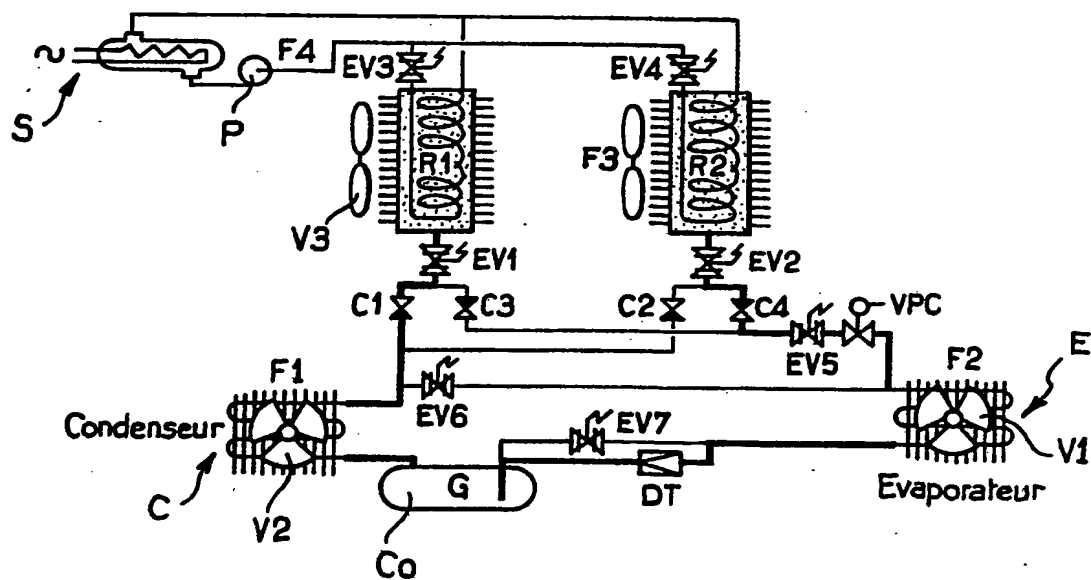 F4
EV3
EV4
S
P
R1
F3
R2
V3
EV1
EV2
C1
C3
C2
C4
VPC
EV5
E
F1
F2
EV6
Condenseur
EV7
V1
G
DT
C
V2
Evaporateur
Co